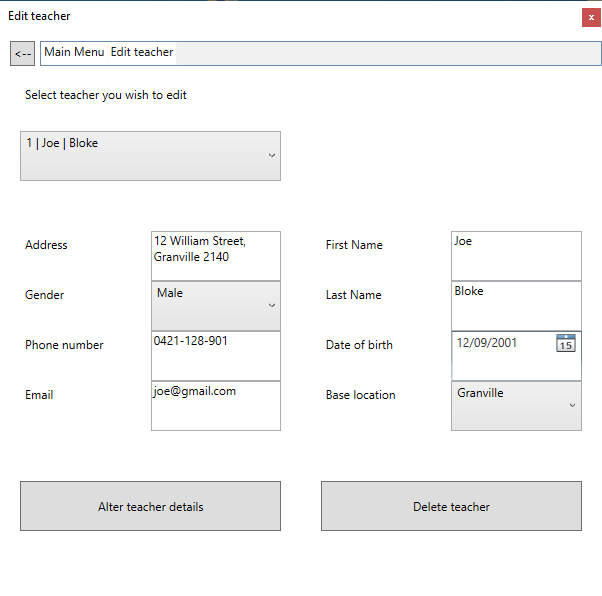 Edit teacher
x
<-- Main Menu Edit teacher
Select teacher you wish to edit
1 | Joe | Bloke
Address
12 William Street,
Granville 2140
First Name
Joe
Gender
Male
Last Name
Bloke
Phone number
0421-128-901
Date of birth
12/09/2001
15
Email
joe@gmail.com
Base location
Granville
Alter teacher details
Delete teacher